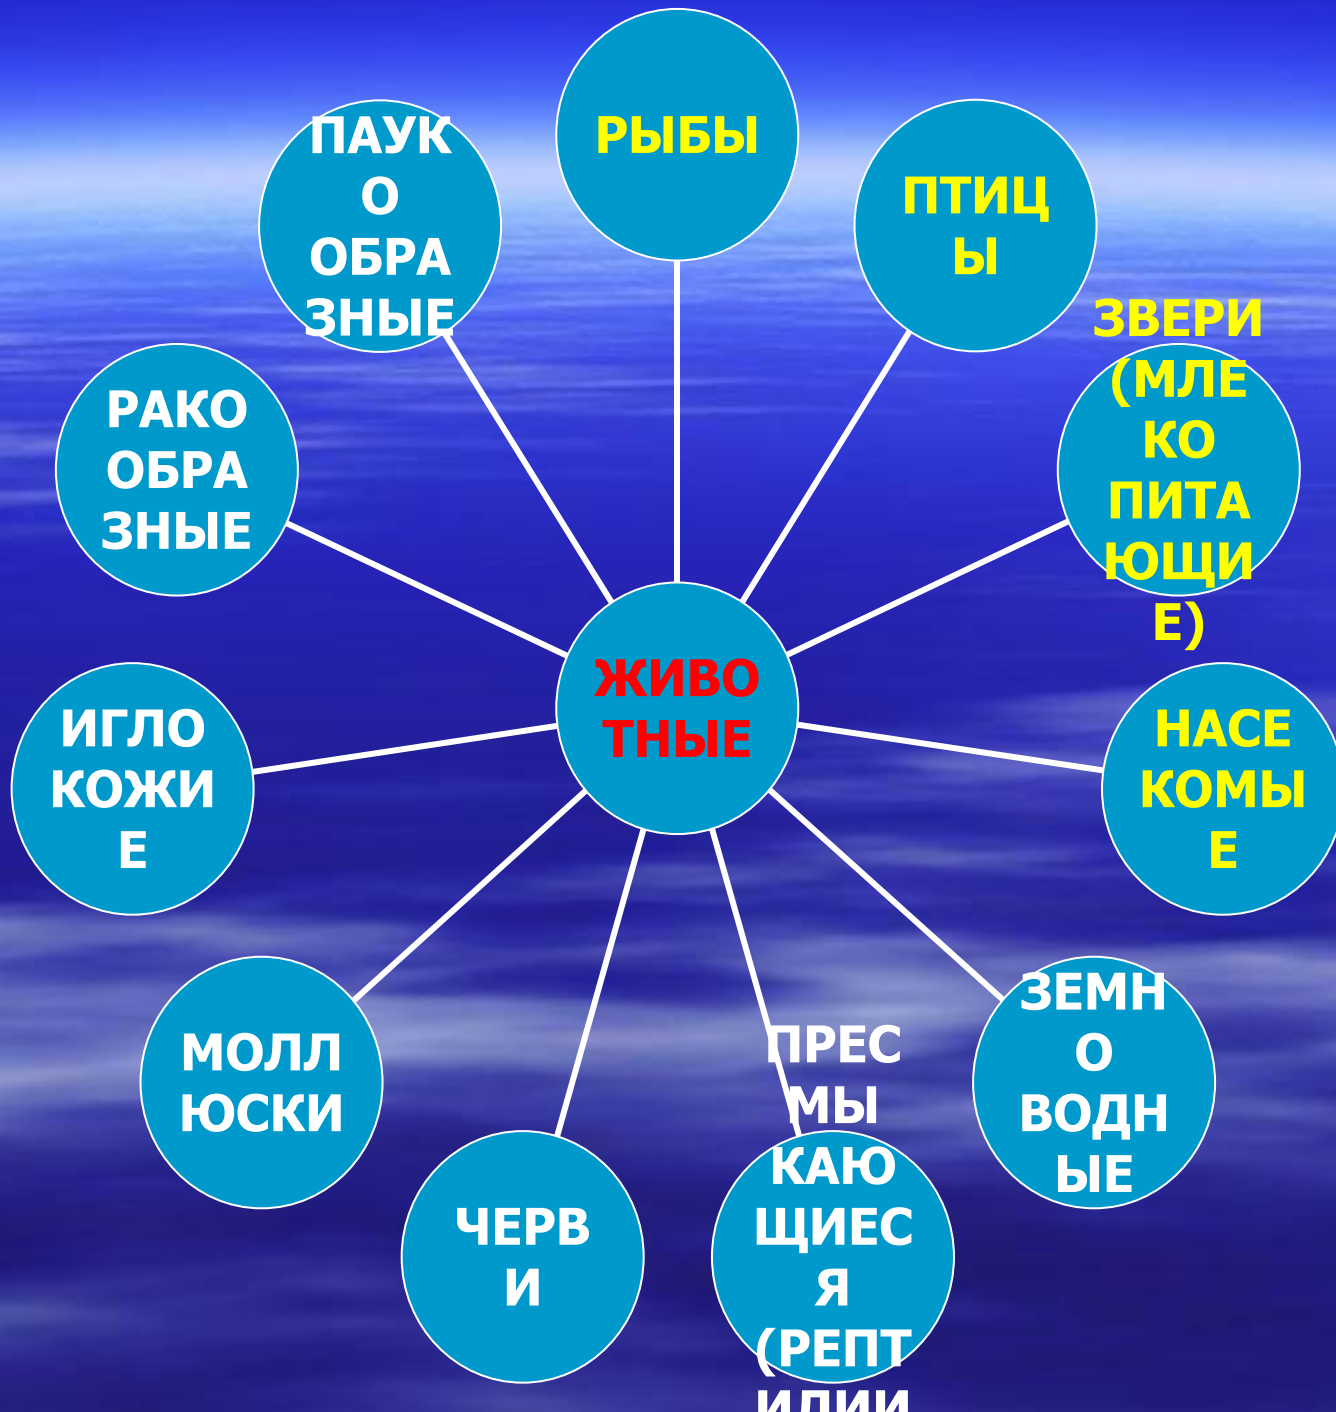 РЫБЫ
ПТИЦ
Ы
ЗВЕРИ
(МЛЕ
КО
ПИТА
ЮЩИ
Е)
НАСЕ
КОМЫ
Е
ЗЕМН
О
ВОДН
ЫЕ
ПРЕС
МЫ
КАЮ
ЩИЕС
Я
(РЕПТ
ИЛИИ
ЧЕРВ
И
МОЛЛ
ЮСКИ
ИГЛО
КОЖИ
Е
РАКО
ОБРА
ЗНЫЕ
ПАУК
О
ОБРА
ЗНЫЕ
ЖИВО
ТНЫЕ